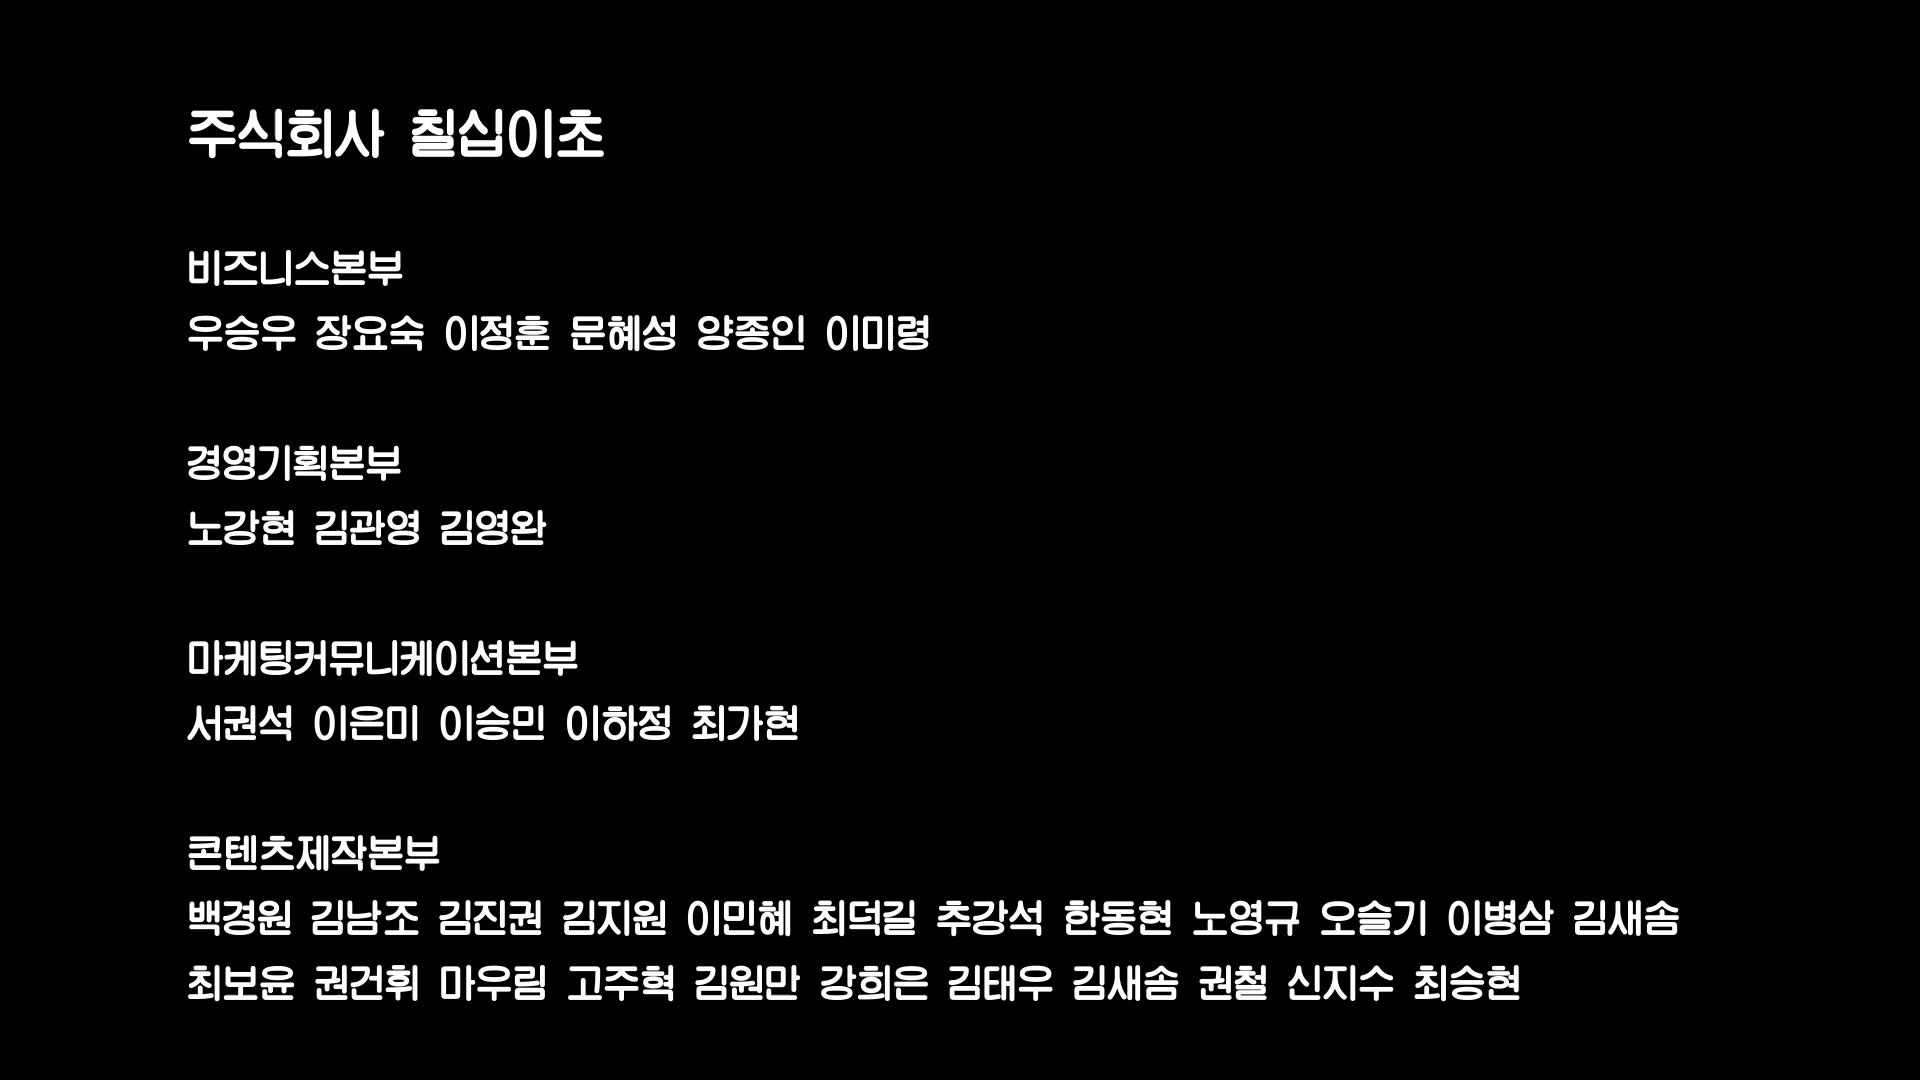 주식회사 칠십이초
비즈니스본부
우승우 장요숙 이정훈 문혜성 양종인 이미령
경영기획본부
노강현 김관영 김영완
마케팅커뮤니케이션본부
서권석 이은미 이승민 이하정 최가현
콘텐츠제작본부
백경원 김남조 김진권 김지원 이민혜 최덕길 추강석 한동현 노영규 오슬기 이병삼 김새솜
최보윤 권건휘 마우림 고주혁 김원만 강희은 김태우 김새솜 권철 신지수 최승현